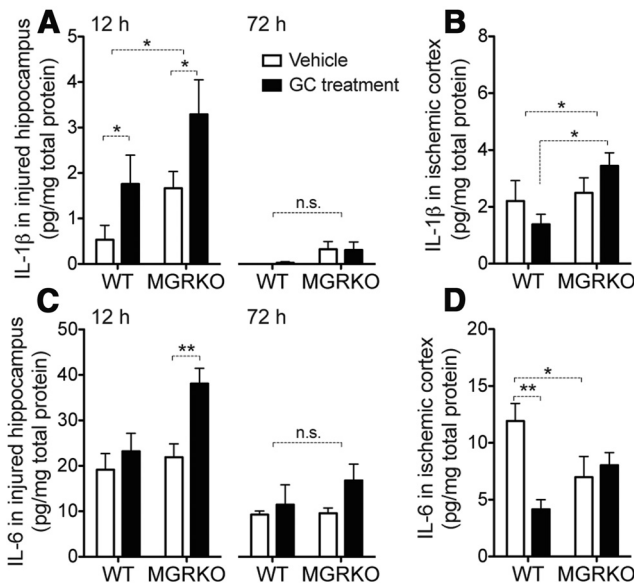 A
12 h
72 h
Vehicle
GC treatment
IL-1β in injured hippocampus
(pg/mg total protein)
5
4
3
2
1
0
*
*
*
n.s.
WT
MGRKO
WT
MGRKO
B
IL-1β in ischemic cortex
(pg/mg total protein)
8
6
4
2
0
*
*
WT
MGRKO
C
12 h
72 h
IL-6 in injured hippocampus
(pg/mg total protein)
50
40
30
20
10
0
**
n.s.
WT
MGRKO
WT
MGRKO
D
IL-6 in ischemic cortex
(pg/mg total protein)
20
15
10
5
0
*
**
WT
MGRKO